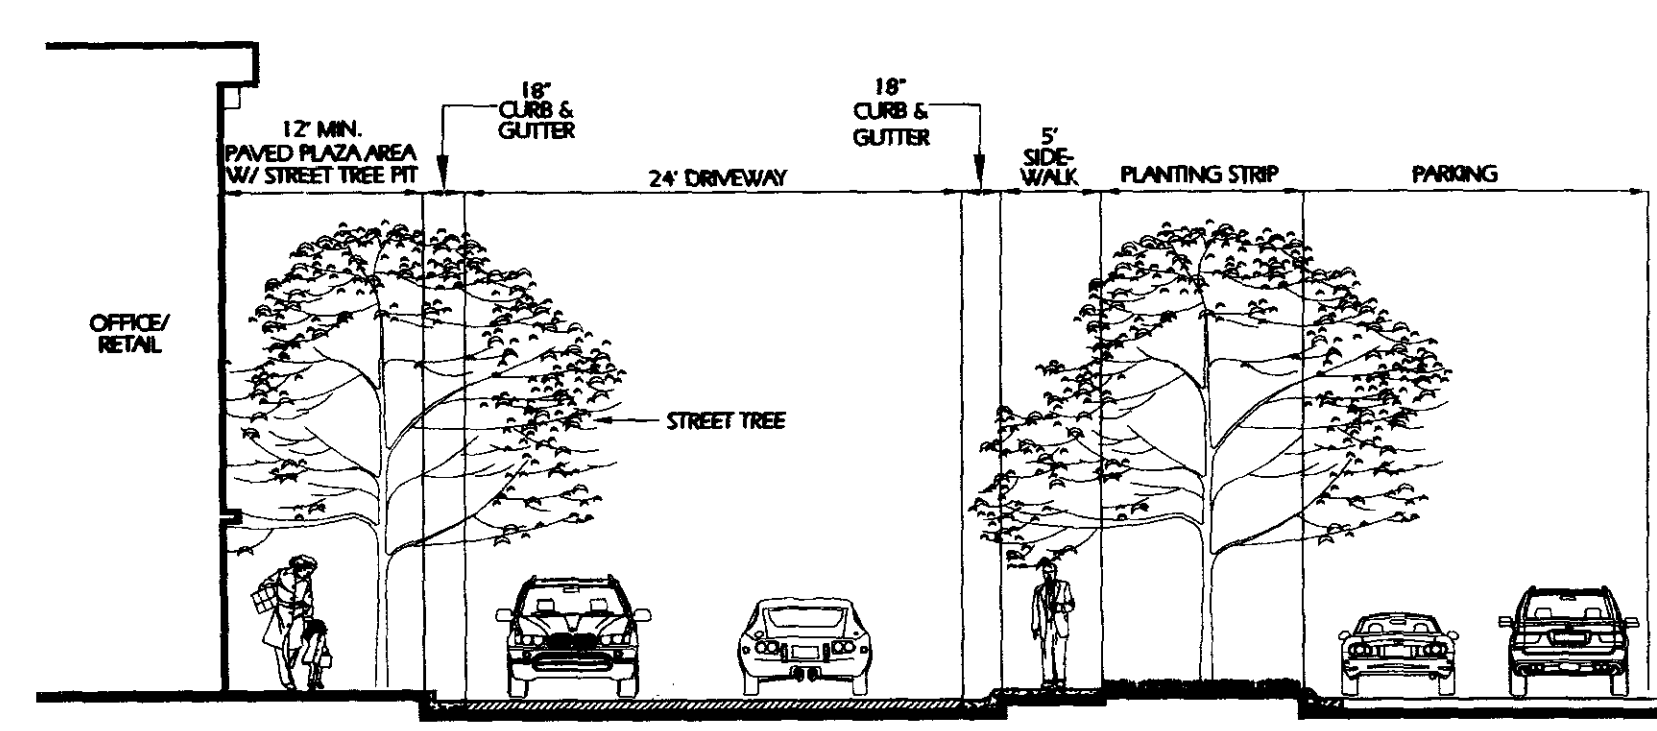 12' MIN.
PAVED PLAZA AREA
W/ STREET TREE PIT
18"
CURB &
GUTTER
18"
CURB &
GUTTER
5'
SIDE-
WALK
24' DRIVEWAY
PLANTING STRIP
PARKING
OFFICE/
RETAIL
STREET TREE